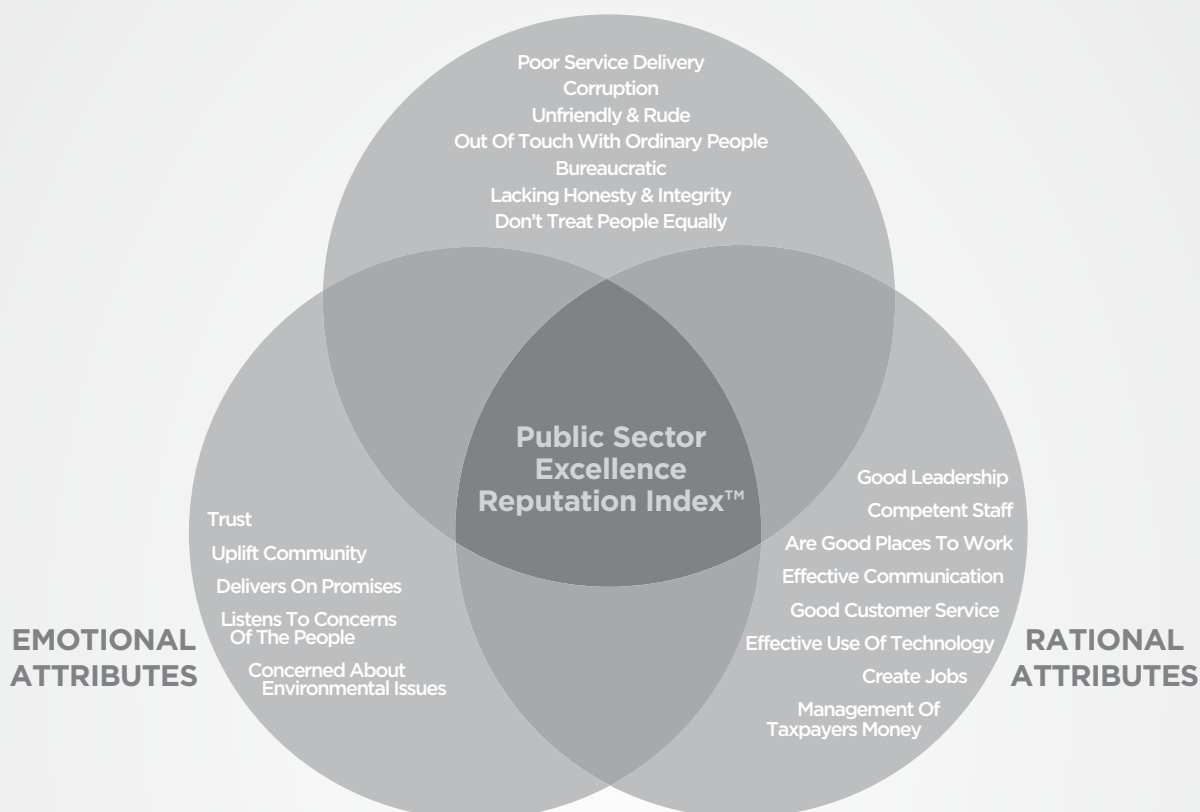 Poor Service Delivery
Corruption
Unfriendly & Rude
Out Of Touch With Ordinary People
Bureaucratic
Lacking Honesty & Integrity
Don't Treat People Equally
Public Sector
Excellence
Reputation Index™
EMOTIONAL
ATTRIBUTES
Trust
Uplift Community
Delivers On Promises
Listens To Concerns
Of The People
Concerned About
Environmental Issues
Good Leadership
Competent Staff
Are Good Places To Work
Effective Communication
Good Customer Service
Effective Use Of Technology
Create Jobs
Management Of
Taxpayers Money
RATIONAL
ATTRIBUTES